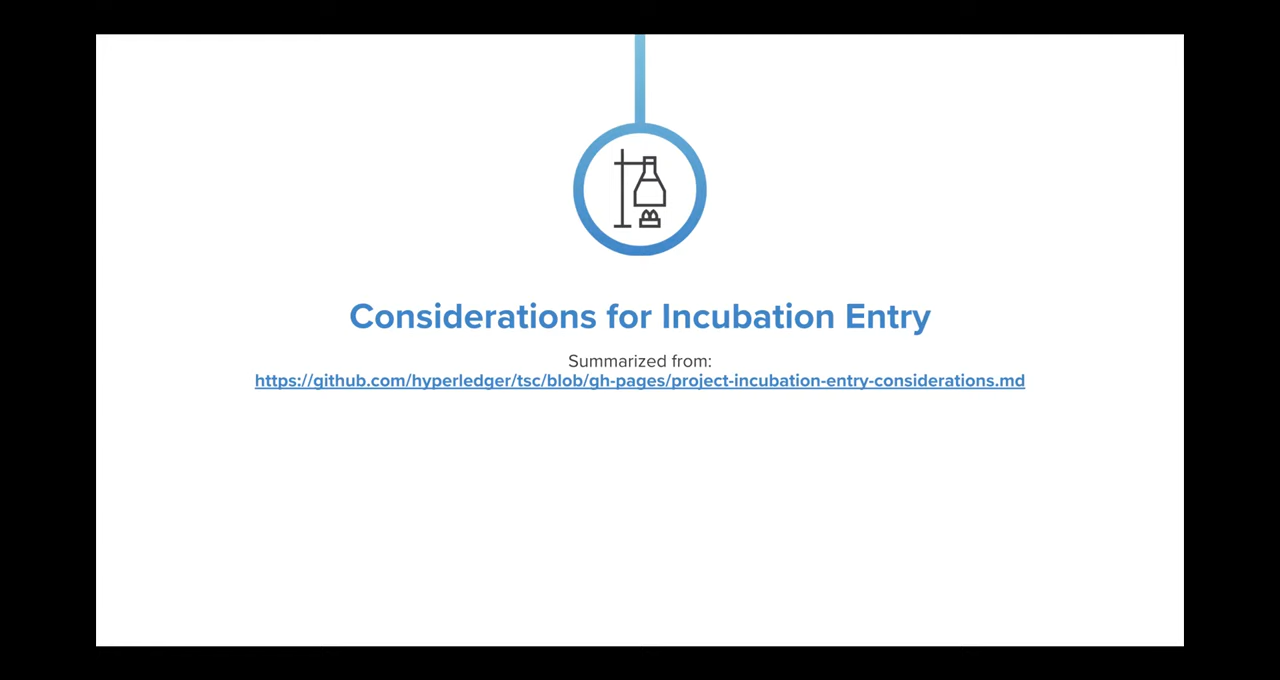 Considerations for Incubation Entry
Summarized from:
https://github.com/hyperledger/tsc/blob/gh-pages/project-incubation-entry-considerations.md